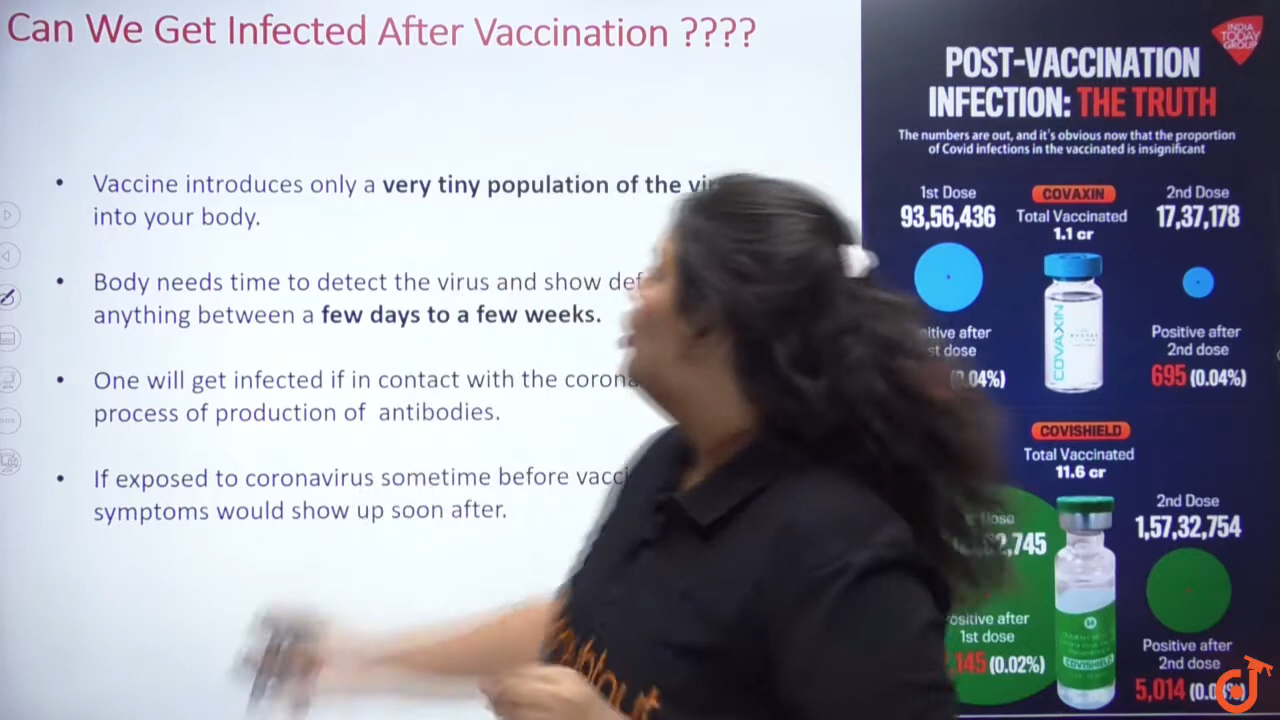 Can We Get Infected After Vaccination ????
Vaccine introduces only a very tiny population of the
into your body.
Body needs time to detect the virus and show
anything between a few days to a few weeks.
One will get infected if in contact with the
process of production of antibodies.
If exposed to coronavirus sometime before
symptoms would show up soon after.
INDIA
TODAY
GROUP
POST-VACCINATION
INFECTION: THE TRUTH
The numbers are out, and it's obvious now that the proportion
of Covid infections in the vaccinated is insignificant
1st Dose
93,56,436
COVAXIN
Total Vaccinated
1.1 cr
2nd Dose
17,37,178
COVAXIN
after
dose
Positive after
2nd dose
695 (0.04%)
COVISHIELD
Total Vaccinated
11.6 cr
2nd Dose
1,57,32,754
COVISHIELD
after
1st dose
(0.02%)
Positive after
2nd dose
5,014